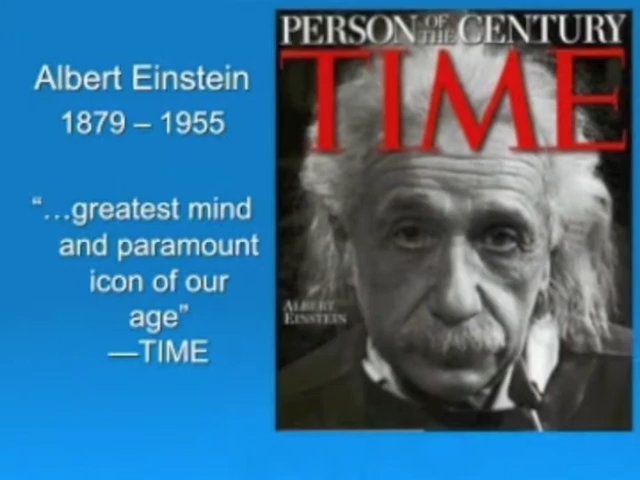 Albert Einstein
1879 – 1955
“…greatest mind
and paramount
icon of our
age”
—TIME
PERSON OF THE CENTURY
TIME
ALBERT
EINSTEIN